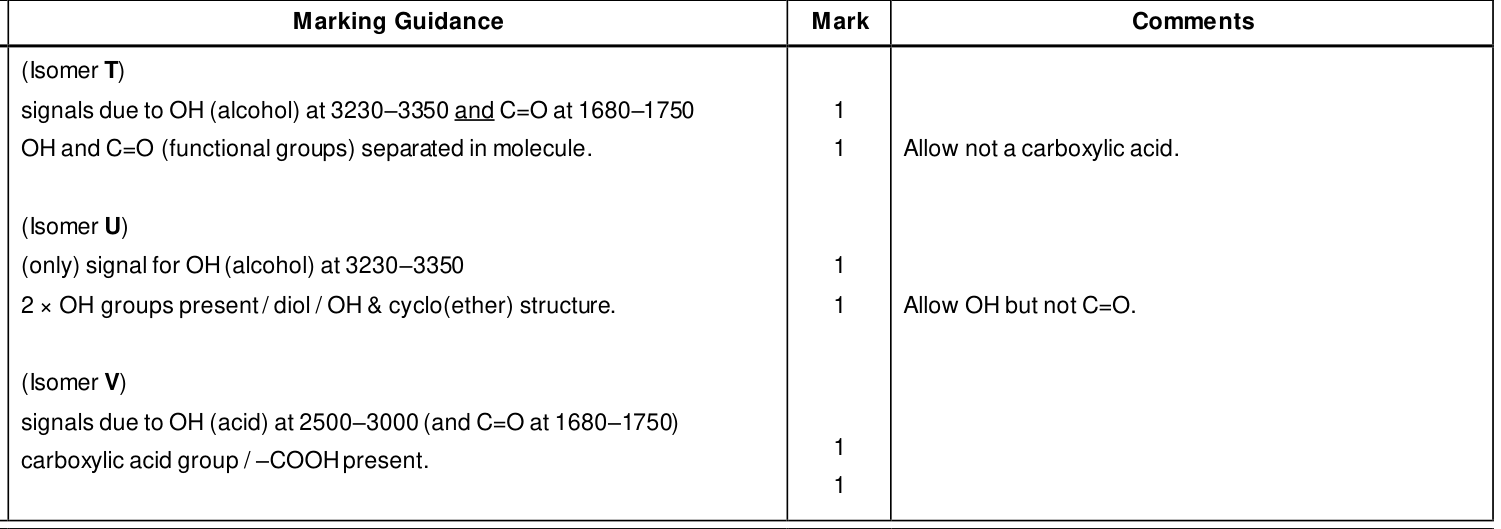 Marking Guidance Mark Comments
(Isomer T)
signals due to OH (alcohol) at 3230–3350 and C=O at 1680–1750 1
OH and C=O (functional groups) separated in molecule. 1 Allow not a carboxylic acid.
(Isomer U)
(only) signal for OH (alcohol) at 3230–3350 1
2 × OH groups present / diol / OH & cyclo(ether) structure. 1 Allow OH but not C=O.
(Isomer V)
signals due to OH (acid) at 2500–3000 (and C=O at 1680–1750)
1
carboxylic acid group / –COOH present.
1